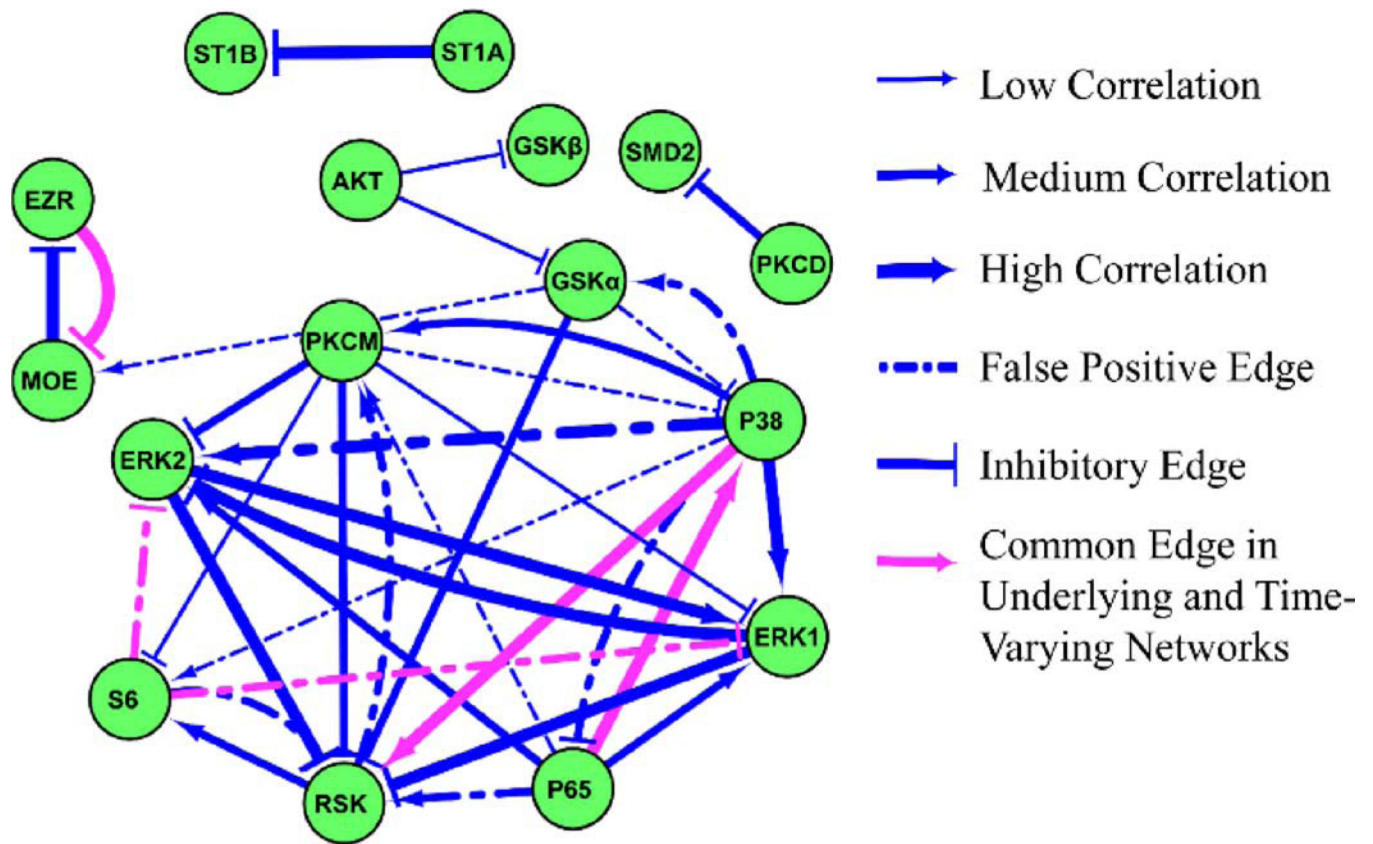 ST1B
ST1A
GSKβ
SMD2
AKT
EZR
PKCD
GSKα
PKCM
MOE
P38
ERK2
ERK1
S6
P65
RSK
Low Correlation
Medium Correlation
High Correlation
False Positive Edge
Inhibitory Edge
Common Edge in
Underlying and Time-
Varying Networks